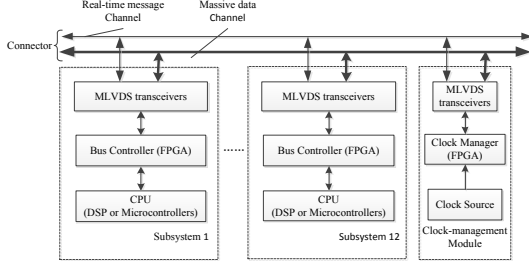 Real-time message
Channel
Massive data
Channel
Connector
MLVDS transceivers
Bus Controller (FPGA)
CPU
(DSP or Microcontrollers)
Subsystem 1
......
MLVDS transceivers
Bus Controller (FPGA)
CPU
(DSP or Microcontrollers)
Subsystem 12
MLVDS
transceivers
Clock Manager
(FPGA)
Clock Source
Clock-management
Module